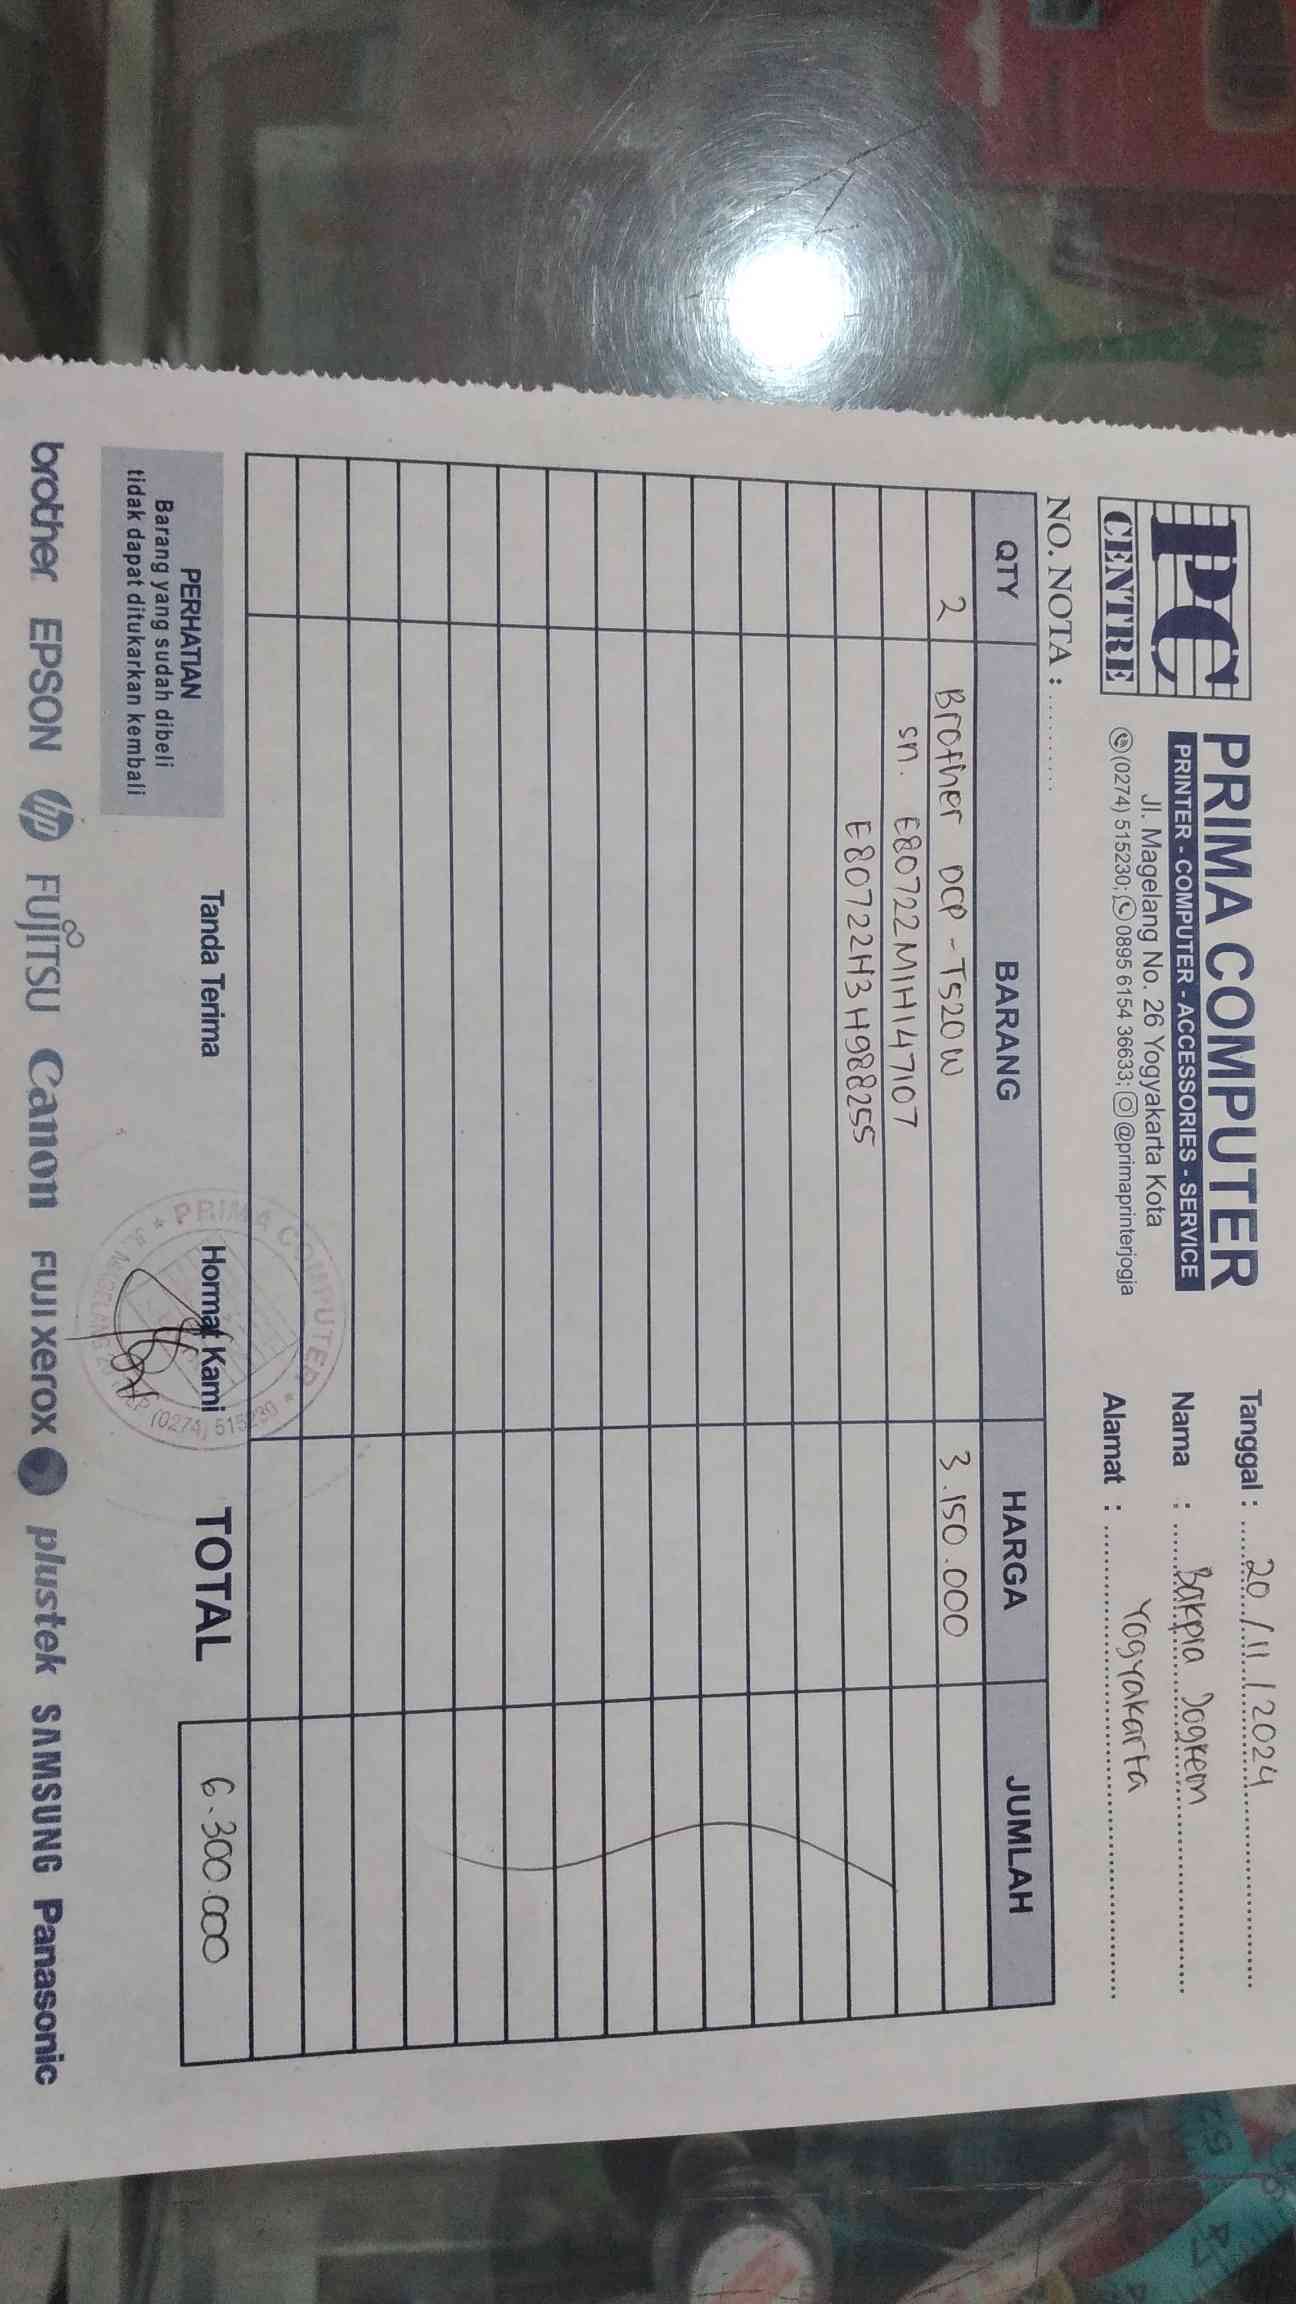 PC
CENTRE
PRIMA COMPUTER
PRINTER - COMPUTER - ACCESSORIES - SERVICE
Jl. Magelang No. 26 Yogyakarta Kota
(0274) 515230; 0895 6154 36633; @primaprinterjogja
Tanggal : 20/11/2024
Nama : Bakpia Jogkem
Alamat : Yogyakarta
NO. NOTA : ..........
QTY BARANG HARGA JUMLAH
2 Brother DCP-T520W 3.150.000
sn. E80722M1H147107
E80722H3H988255
PERHATIAN
Barang yang sudah dibeli
tidak dapat ditukarkan kembali
Tanda Terima
Hormat Kami
TOTAL 6.300.000
PRIMA COMPUTER
(0274) 515230
brother EPSON hp FUJITSU Canon FUJI xerox plustek SAMSUNG Panasonic